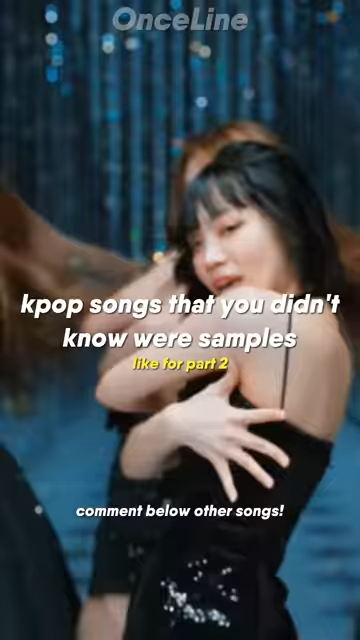 OnceLine
kpop songs that you didn't
know were samples
like for part 2
comment below other songs!